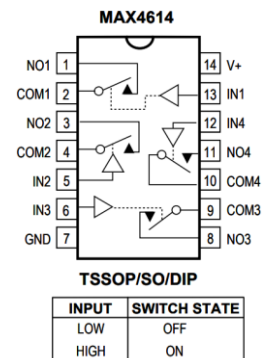 MAX4614
NO1 1
14 V+
COM1 2
13 IN1
NO2 3
12 IN4
COM2 4
11 NO4
IN2 5
10 COM4
IN3 6
9 COM3
GND 7
8 NO3
TSSOP/SO/DIP
INPUT SWITCH STATE
LOW OFF
HIGH ON